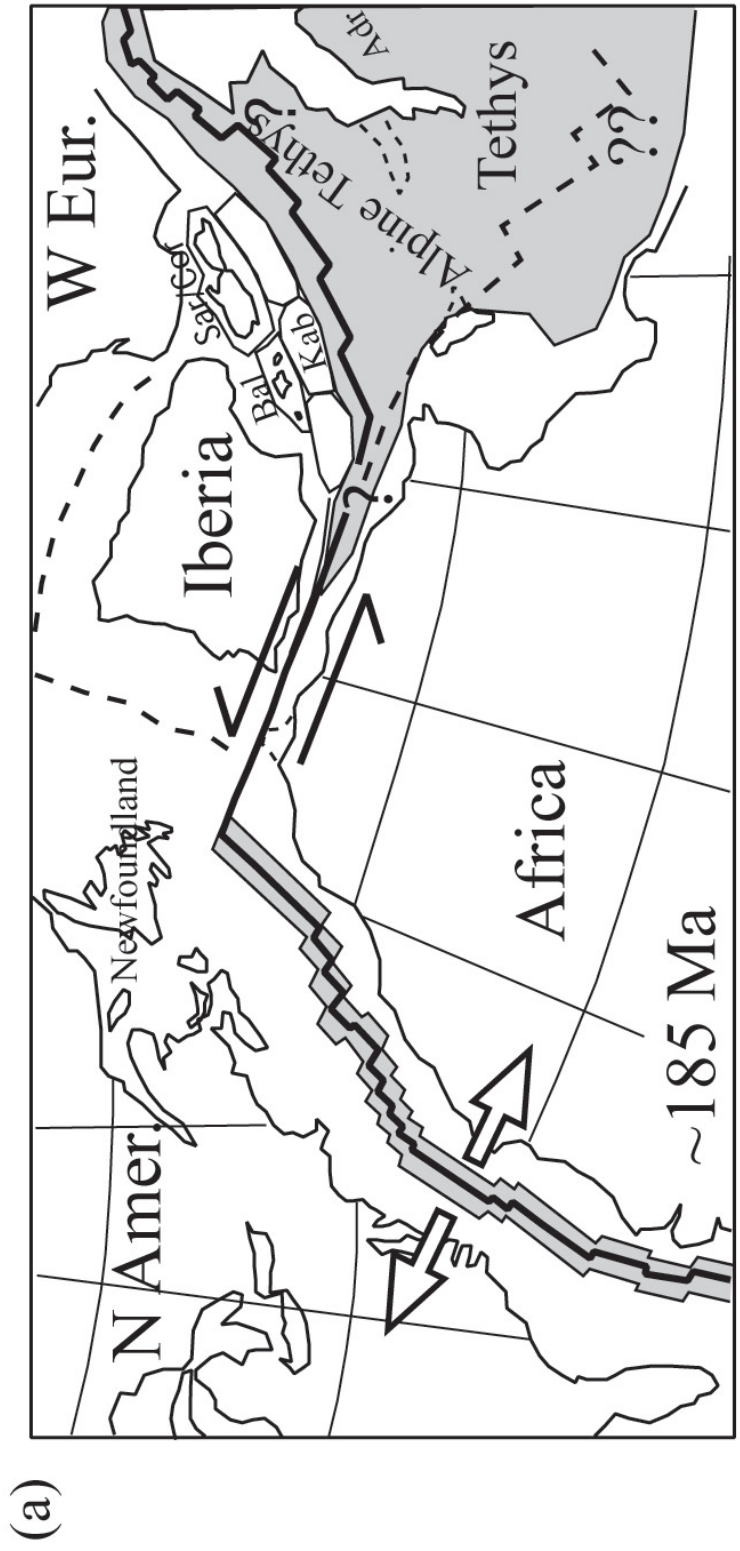 (a)
N Amer.
Newfoundland
Iberia
W Eur.
Sar
Cor
Bal
Kab
Adr
?
Alpine Tethys
Tethys
?
??
Africa
~185 Ma